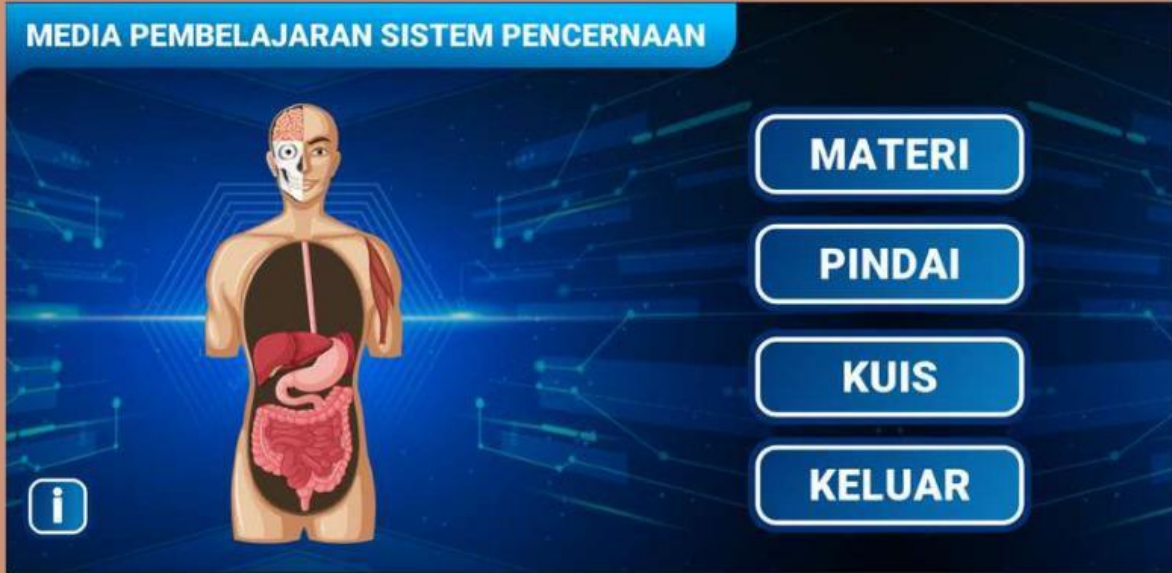 MEDIA PEMBELAJARAN SISTEM PENCERNAAN
MATERI
PINDAI
KUIS
KELUAR
i